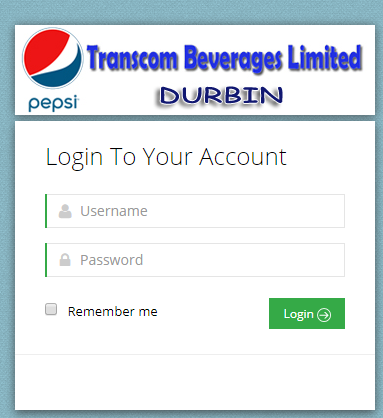 Transcom Beverages Limited
pepsi
DURBIN
Login To Your Account
Username
Password
Remember me
Login